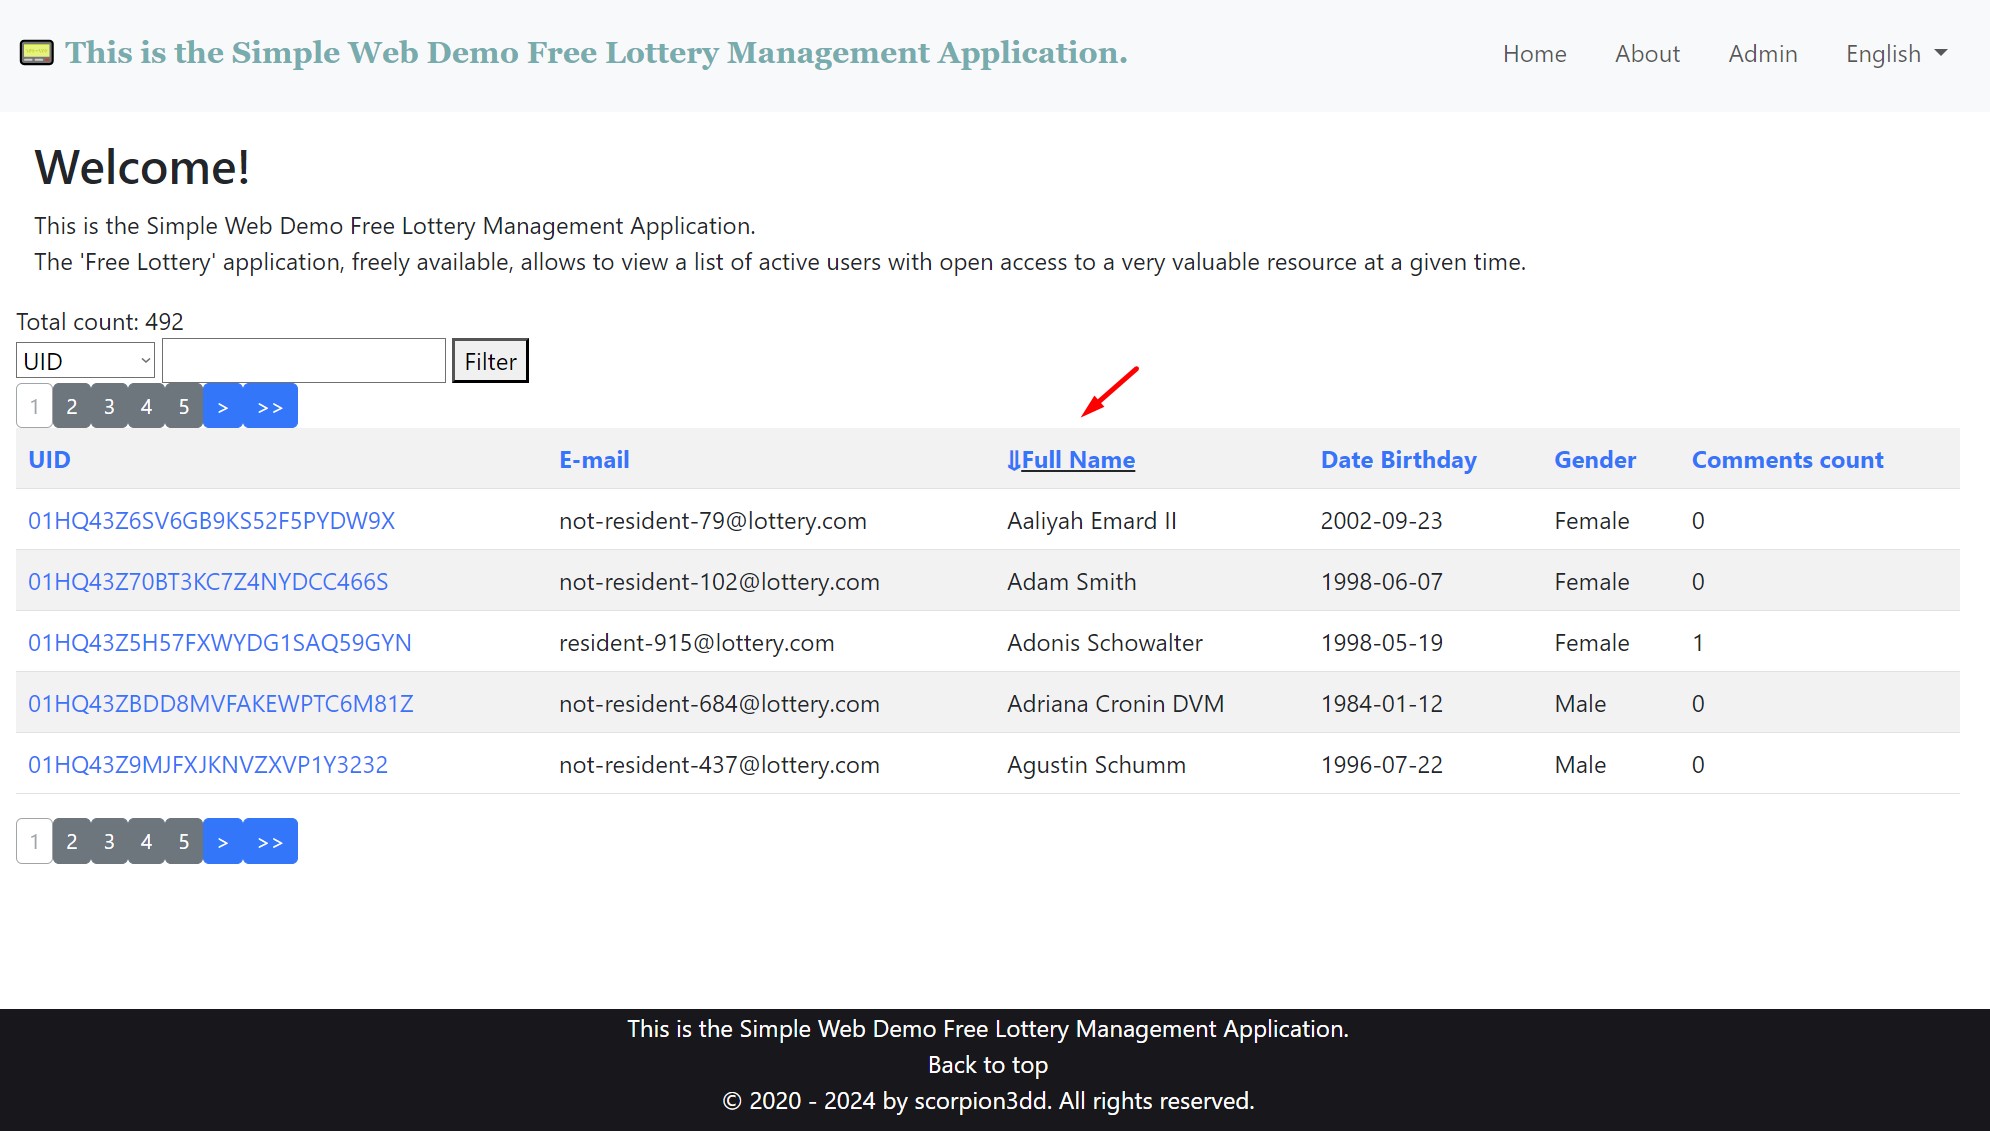 This is the Simple Web Demo Free Lottery Management Application. Home About Admin English
Welcome!
This is the Simple Web Demo Free Lottery Management Application.
The 'Free Lottery' application, freely available, allows to view a list of active users with open access to a very valuable resource at a given time.
Total count: 492
UID Filter
1 2 3 4 5 > >>
UID E-mail ⇓Full Name Date Birthday Gender Comments count
01HQ43Z6SV6GB9KS52F5PYDW9X not-resident-79@lottery.com Aaliyah Emard II 2002-09-23 Female 0
01HQ43Z70BT3KC7Z4NYDCC466S not-resident-102@lottery.com Adam Smith 1998-06-07 Female 0
01HQ43Z5H57FXWYDG1SAQ59GYN resident-915@lottery.com Adonis Schowalter 1998-05-19 Female 1
01HQ43ZBDD8MVFAKEWPTC6M81Z not-resident-684@lottery.com Adriana Cronin DVM 1984-01-12 Male 0
01HQ43Z9MJFXJKNVZXVP1Y3232 not-resident-437@lottery.com Agustin Schumm 1996-07-22 Male 0
1 2 3 4 5 > >>
This is the Simple Web Demo Free Lottery Management Application.
Back to top
© 2020 - 2024 by scorpion3dd. All rights reserved.